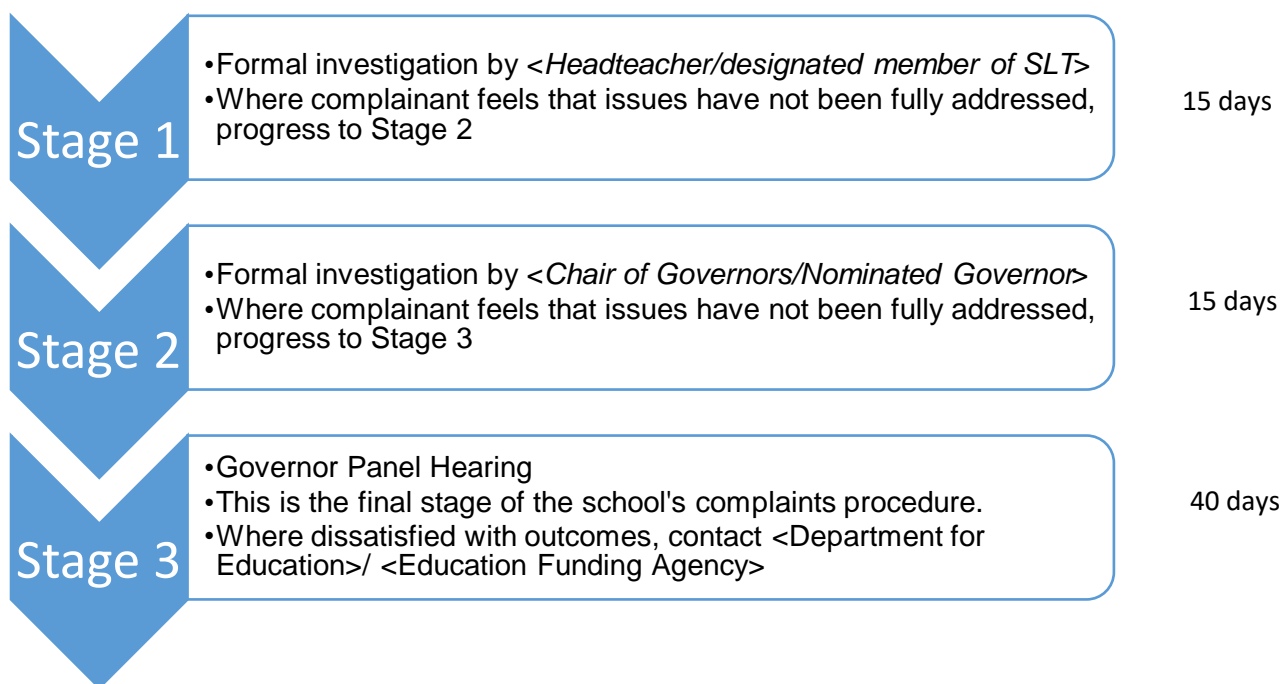 Stage 1
•Formal investigation by <Headteacher/designated member of SLT>
•Where complainant feels that issues have not been fully addressed,
progress to Stage 2
15 days
Stage 2
•Formal investigation by <Chair of Governors/Nominated Governor>
•Where complainant feels that issues have not been fully addressed,
progress to Stage 3
15 days
Stage 3
•Governor Panel Hearing
•This is the final stage of the school's complaints procedure.
•Where dissatisfied with outcomes, contact <Department for
Education>/ <Education Funding Agency>
40 days